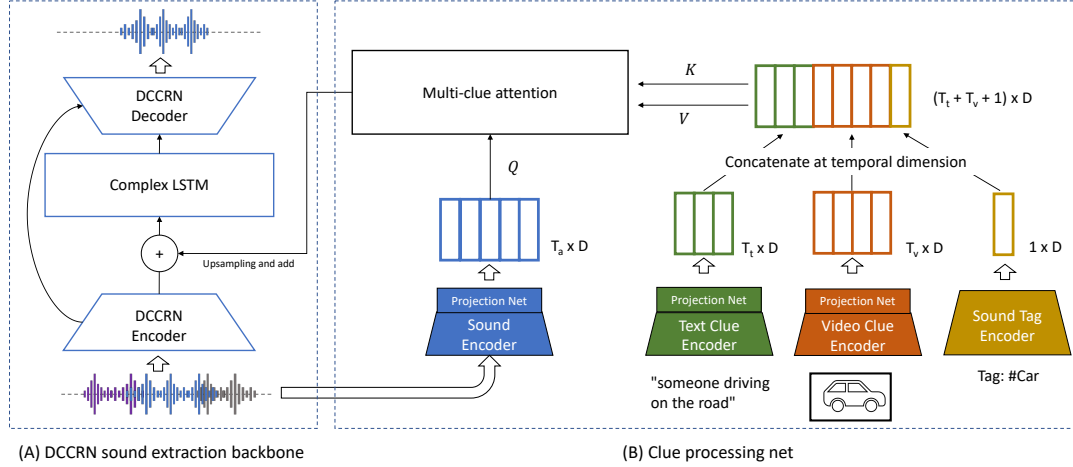 DCCRN
Decoder
Complex LSTM
+
Upsampling and add
DCCRN
Encoder
(A) DCCRN sound extraction backbone
Multi-clue attention
K
V
Q
(Tt + Tv + 1) x D
Concatenate at temporal dimension
Ta x D
Tt x D
Tv x D
1 x D
Projection Net
Sound
Encoder
Projection Net
Text Clue
Encoder
Projection Net
Video Clue
Encoder
Sound Tag
Encoder
"someone driving
on the road"
Tag: #Car
(B) Clue processing net